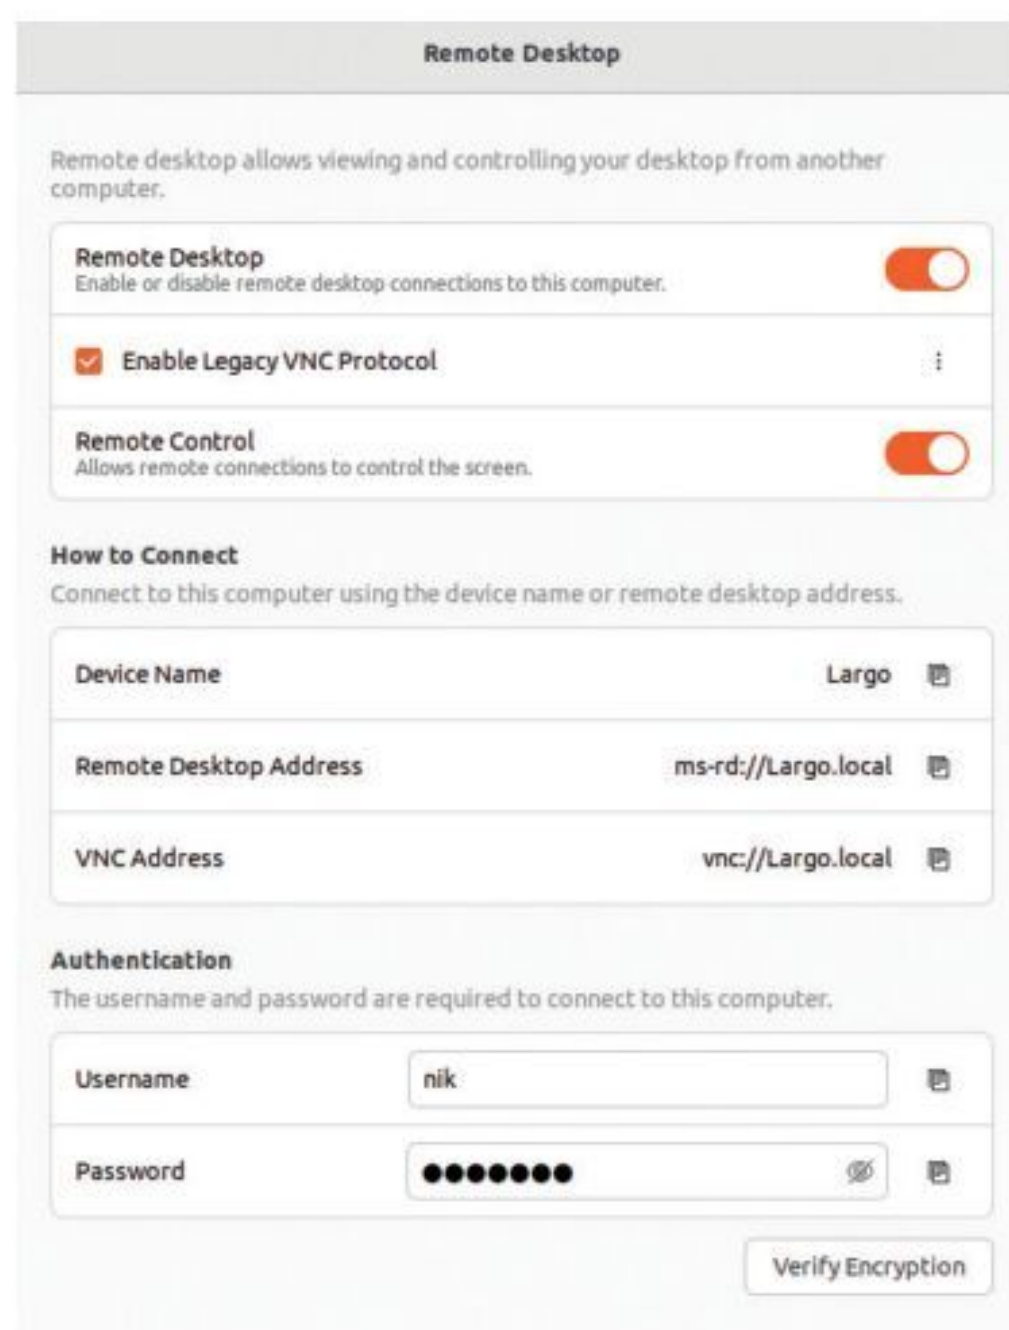 Remote Desktop
Remote desktop allows viewing and controlling your desktop from another
computer.
Remote Desktop
Enable or disable remote desktop connections to this computer.
Enable Legacy VNC Protocol
Remote Control
Allows remote connections to control the screen.
How to Connect
Connect to this computer using the device name or remote desktop address.
Device Name Largo
Remote Desktop Address ms-rd://Largo.local
VNC Address vnc://Largo.local
Authentication
The username and password are required to connect to this computer.
Username nik
Password ●●●●●●●
Verify Encryption